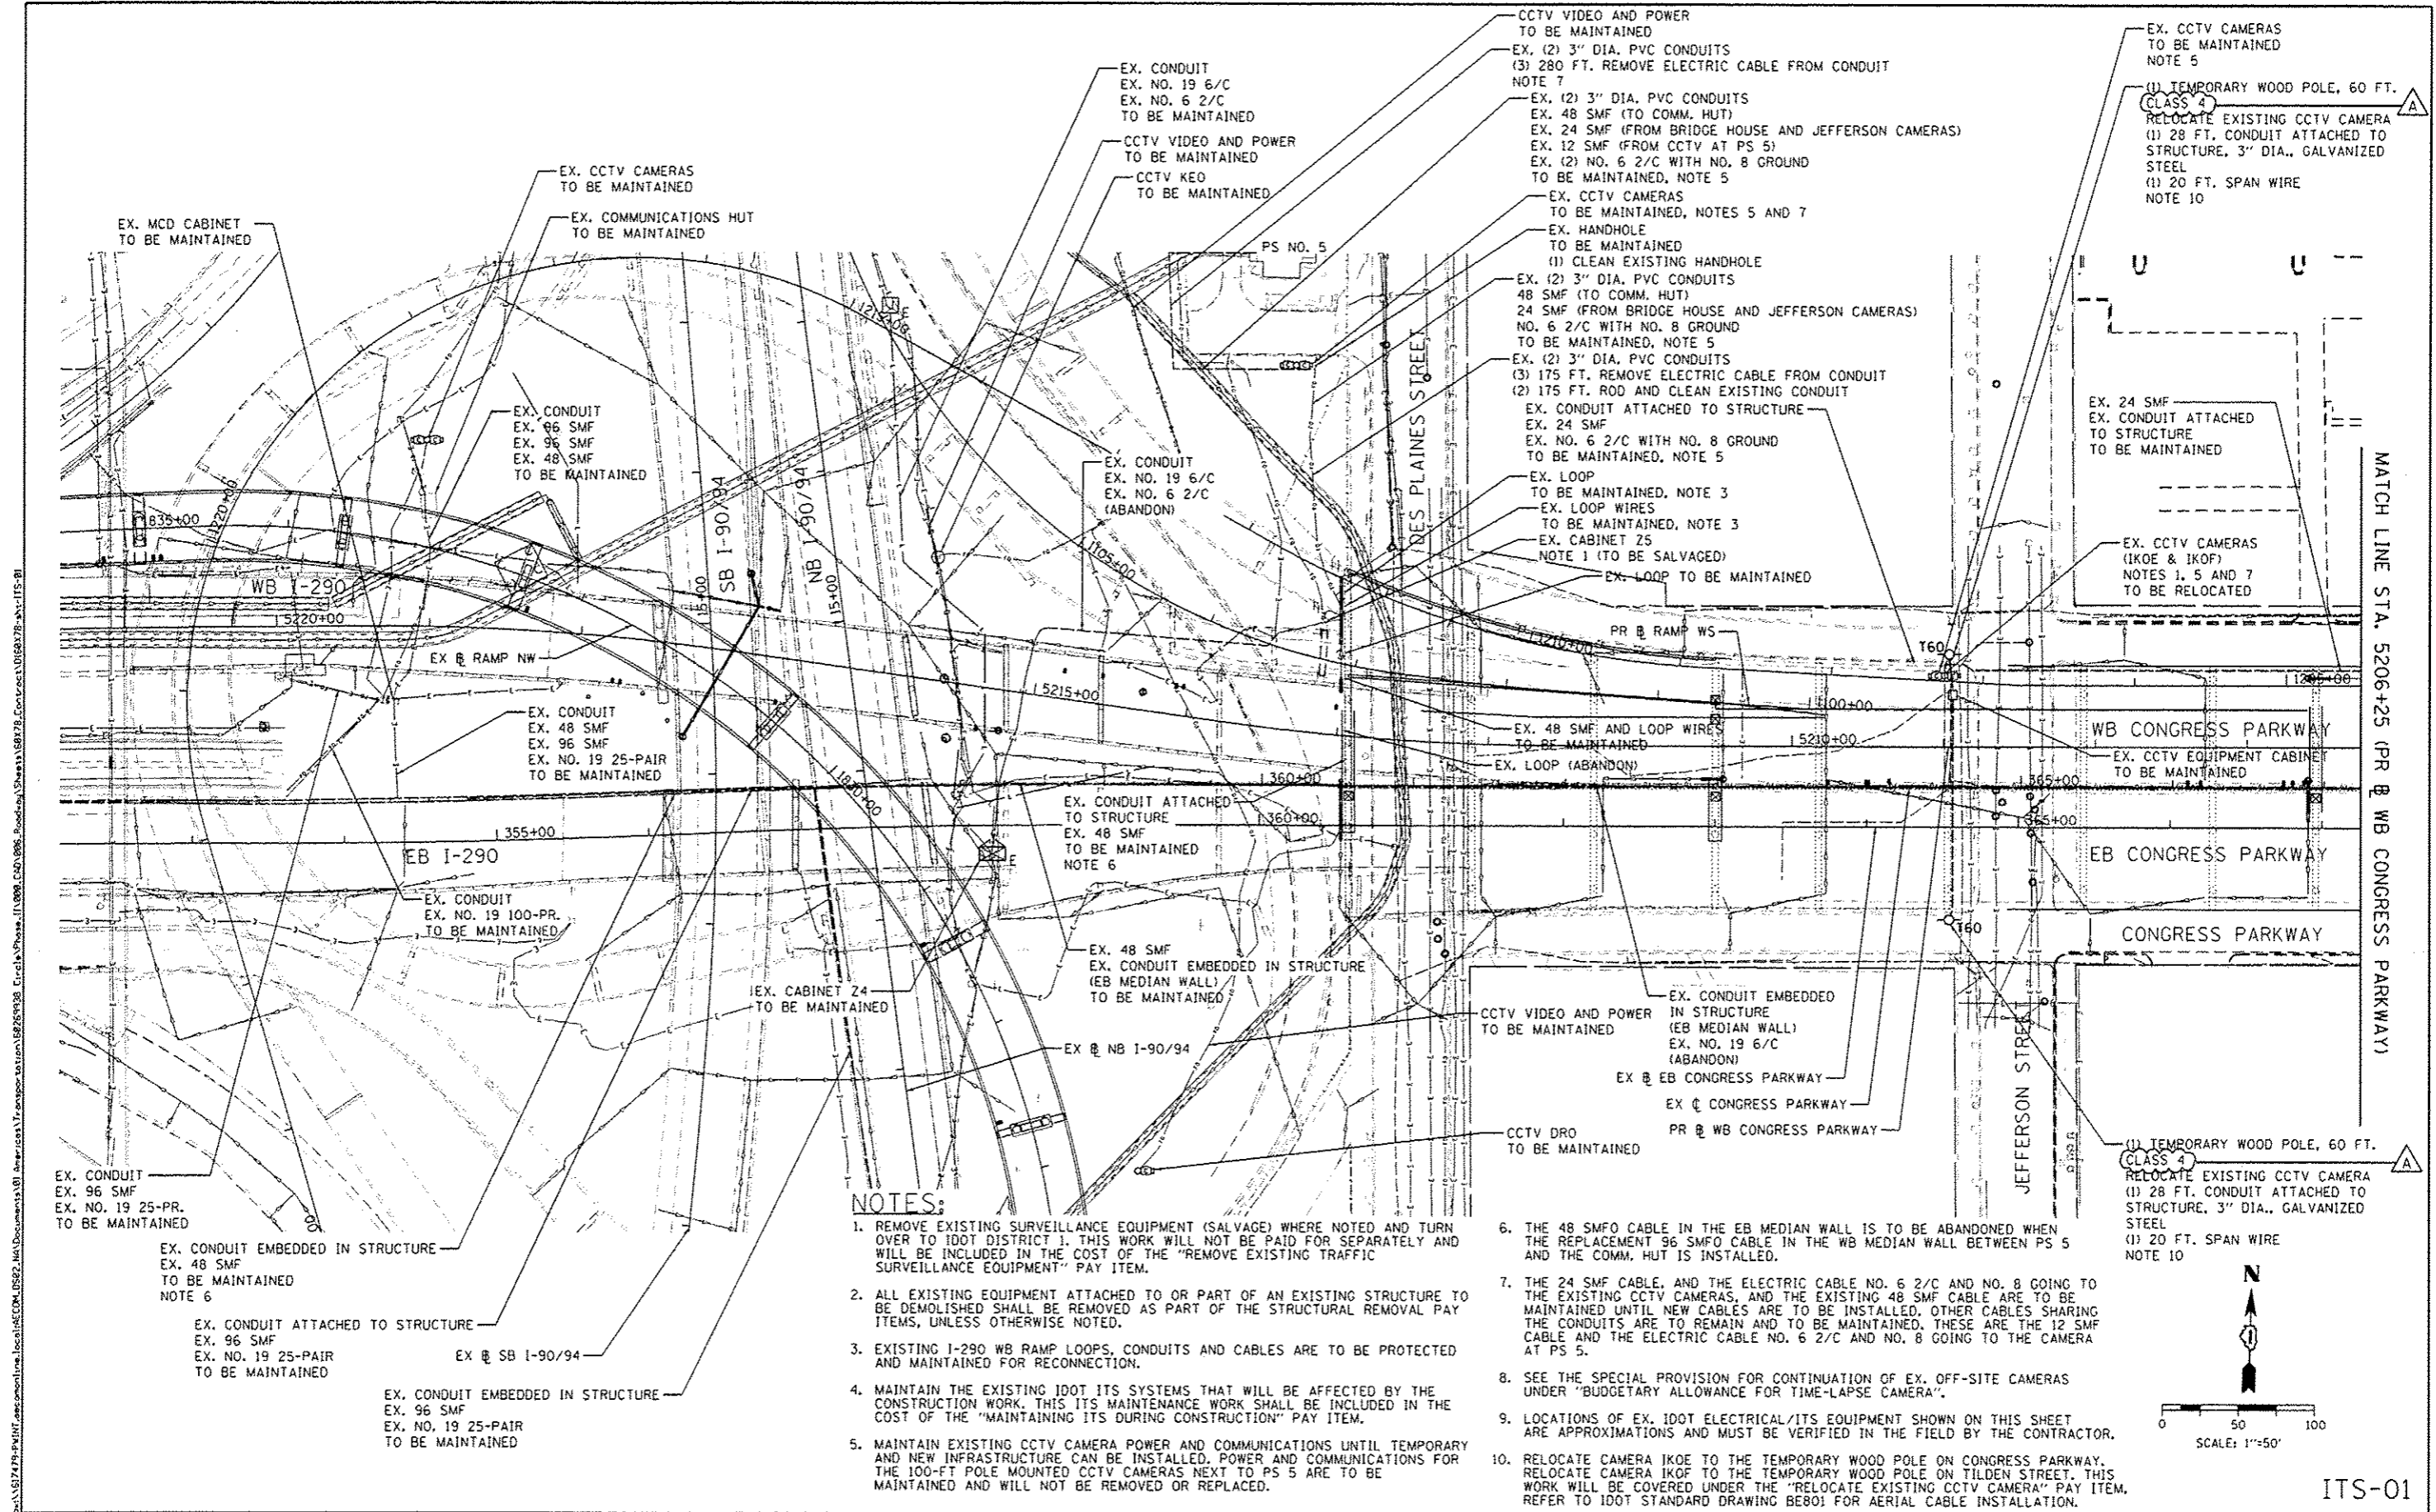 CCTV VIDEO AND POWER
TO BE MAINTAINED
EX. (2) 3" DIA. PVC CONDUITS
(3) 280 FT. REMOVE ELECTRIC CABLE FROM CONDUIT
NOTE 7
EX. (2) 3" DIA. PVC CONDUITS
EX. 48 SMF (TO COMM. HUT)
EX. 24 SMF (FROM BRIDGE HOUSE AND JEFFERSON CAMERAS)
EX. 12 SMF (FROM CCTV AT PS 5)
EX. (2) NO. 6 2/C WITH NO. 8 GROUND
TO BE MAINTAINED, NOTE 5
EX. CCTV CAMERAS
TO BE MAINTAINED, NOTES 5 AND 7
EX. HANDHOLE
TO BE MAINTAINED
(1) CLEAN EXISTING HANDHOLE
EX. (2) 3" DIA. PVC CONDUITS
48 SMF (TO COMM. HUT)
24 SMF (FROM BRIDGE HOUSE AND JEFFERSON CAMERAS)
NO. 6 2/C WITH NO. 8 GROUND
TO BE MAINTAINED, NOTE 5
EX. (2) 3" DIA. PVC CONDUITS
(3) 175 FT. REMOVE ELECTRIC CABLE FROM CONDUIT
(2) 175 FT. ROD AND CLEAN EXISTING CONDUIT
EX. CONDUIT ATTACHED TO STRUCTURE
EX. 24 SMF
EX. NO. 6 2/C WITH NO. 8 GROUND
TO BE MAINTAINED, NOTE 5
EX. LOOP
TO BE MAINTAINED, NOTE 3
EX. LOOP WIRES
TO BE MAINTAINED, NOTE 3
EX. CABINET Z5
NOTE 1 (TO BE SALVAGED)
EX. LOOP TO BE MAINTAINED
EX. CCTV CAMERAS
TO BE MAINTAINED
NOTE 5
(1) TEMPORARY WOOD POLE, 60 FT.
CLASS 4
A
RELOCATE EXISTING CCTV CAMERA
(1) 28 FT. CONDUIT ATTACHED TO
STRUCTURE, 3" DIA., GALVANIZED
STEEL
(1) 20 FT. SPAN WIRE
NOTE 10
EX. CONDUIT
EX. NO. 19 6/C
EX. NO. 6 2/C
TO BE MAINTAINED
CCTV VIDEO AND POWER
TO BE MAINTAINED
CCTV KEO
TO BE MAINTAINED
EX. CCTV CAMERAS
TO BE MAINTAINED
EX. COMMUNICATIONS HUT
TO BE MAINTAINED
EX. MCD CABINET
TO BE MAINTAINED
PS NO. 5
DES PLAINES STREET
EX. CONDUIT
EX. 96 SMF
EX. 96 SMF
EX. 48 SMF
TO BE MAINTAINED
EX. CONDUIT
EX. NO. 19 6/C
EX. NO. 6 2/C
(ABANDON)
EX. 24 SMF
EX. CONDUIT ATTACHED
TO STRUCTURE
TO BE MAINTAINED
EX. CCTV CAMERAS
(IKOE & IKOF)
NOTES 1, 5 AND 7
TO BE RELOCATED
MATCH LINE STA. 5206+25 (PR B WB CONGRESS PARKWAY)
SB I-90/94
NB I-90/94
115+00
115+00
835+00
1220+00
1215+00
1105+00
WB I-290
5220+00
EX B RAMP NW
PR B RAMP WS
1210+00
T60
5215+00
1100+00
1205+00
5210+00
WB CONGRESS PARKWAY
EX. CCTV EQUIPMENT CABINET
TO BE MAINTAINED
EX. CONDUIT
EX. 48 SMF
EX. 96 SMF
EX. NO. 19 25-PAIR
TO BE MAINTAINED
EX. 48 SMF AND LOOP WIRES
TO BE MAINTAINED
EX. LOOP (ABANDON)
1830+00
360+00
365+00
EX. CONDUIT ATTACHED
TO STRUCTURE
EX. 48 SMF
TO BE MAINTAINED
NOTE 6
355+00
360+00
365+00
EB I-290
EB CONGRESS PARKWAY
EX. CONDUIT
EX. NO. 19 100-PR.
TO BE MAINTAINED
T60
CONGRESS PARKWAY
EX. 48 SMF
EX. CONDUIT EMBEDDED IN STRUCTURE
(EB MEDIAN WALL)
TO BE MAINTAINED
EX. CABINET Z4
TO BE MAINTAINED
CCTV VIDEO AND POWER
TO BE MAINTAINED
EX. CONDUIT EMBEDDED
IN STRUCTURE
(EB MEDIAN WALL)
EX. NO. 19 6/C
(ABANDON)
EX B NB I-90/94
EX B EB CONGRESS PARKWAY
EX ℄ CONGRESS PARKWAY
PR B WB CONGRESS PARKWAY
CCTV DRO
TO BE MAINTAINED
JEFFERSON STREET
(1) TEMPORARY WOOD POLE, 60 FT.
CLASS 4
A
RELOCATE EXISTING CCTV CAMERA
(1) 28 FT. CONDUIT ATTACHED TO
STRUCTURE, 3" DIA., GALVANIZED
STEEL
(1) 20 FT. SPAN WIRE
NOTE 10
EX. CONDUIT
EX. 96 SMF
EX. NO. 19 25-PR.
TO BE MAINTAINED
EX. CONDUIT EMBEDDED IN STRUCTURE
EX. 48 SMF
TO BE MAINTAINED
NOTE 6
EX. CONDUIT ATTACHED TO STRUCTURE
EX. 96 SMF
EX. NO. 19 25-PAIR
TO BE MAINTAINED
EX B SB I-90/94
EX. CONDUIT EMBEDDED IN STRUCTURE
EX. 96 SMF
EX. NO. 19 25-PAIR
TO BE MAINTAINED
NOTES:
1. REMOVE EXISTING SURVEILLANCE EQUIPMENT (SALVAGE) WHERE NOTED AND TURN
OVER TO IDOT DISTRICT 1. THIS WORK WILL NOT BE PAID FOR SEPARATELY AND
WILL BE INCLUDED IN THE COST OF THE "REMOVE EXISTING TRAFFIC
SURVEILLANCE EQUIPMENT" PAY ITEM.
2. ALL EXISTING EQUIPMENT ATTACHED TO OR PART OF AN EXISTING STRUCTURE TO
BE DEMOLISHED SHALL BE REMOVED AS PART OF THE STRUCTURAL REMOVAL PAY
ITEMS, UNLESS OTHERWISE NOTED.
3. EXISTING I-290 WB RAMP LOOPS, CONDUITS AND CABLES ARE TO BE PROTECTED
AND MAINTAINED FOR RECONNECTION.
4. MAINTAIN THE EXISTING IDOT ITS SYSTEMS THAT WILL BE AFFECTED BY THE
CONSTRUCTION WORK. THIS ITS MAINTENANCE WORK SHALL BE INCLUDED IN THE
COST OF THE "MAINTAINING ITS DURING CONSTRUCTION" PAY ITEM.
5. MAINTAIN EXISTING CCTV CAMERA POWER AND COMMUNICATIONS UNTIL TEMPORARY
AND NEW INFRASTRUCTURE CAN BE INSTALLED. POWER AND COMMUNICATIONS FOR
THE 100-FT POLE MOUNTED CCTV CAMERAS NEXT TO PS 5 ARE TO BE
MAINTAINED AND WILL NOT BE REMOVED OR REPLACED.
6. THE 48 SMFO CABLE IN THE EB MEDIAN WALL IS TO BE ABANDONED WHEN
THE REPLACEMENT 96 SMFO CABLE IN THE WB MEDIAN WALL BETWEEN PS 5
AND THE COMM. HUT IS INSTALLED.
7. THE 24 SMF CABLE, AND THE ELECTRIC CABLE NO. 6 2/C AND NO. 8 GOING TO
THE EXISTING CCTV CAMERAS, AND THE EXISTING 48 SMF CABLE ARE TO BE
MAINTAINED UNTIL NEW CABLES ARE TO BE INSTALLED. OTHER CABLES SHARING
THE CONDUITS ARE TO REMAIN AND TO BE MAINTAINED. THESE ARE THE 12 SMF
CABLE AND THE ELECTRIC CABLE NO. 6 2/C AND NO. 8 GOING TO THE CAMERA
AT PS 5.
8. SEE THE SPECIAL PROVISION FOR CONTINUATION OF EX. OFF-SITE CAMERAS
UNDER "BUDGETARY ALLOWANCE FOR TIME-LAPSE CAMERA".
9. LOCATIONS OF EX. IDOT ELECTRICAL/ITS EQUIPMENT SHOWN ON THIS SHEET
ARE APPROXIMATIONS AND MUST BE VERIFIED IN THE FIELD BY THE CONTRACTOR.
10. RELOCATE CAMERA IKOE TO THE TEMPORARY WOOD POLE ON CONGRESS PARKWAY.
RELOCATE CAMERA IKOF TO THE TEMPORARY WOOD POLE ON TILDEN STREET. THIS
WORK WILL BE COVERED UNDER THE "RELOCATE EXISTING CCTV CAMERA" PAY ITEM.
REFER TO IDOT STANDARD DRAWING BE801 FOR AERIAL CABLE INSTALLATION.
N
0 50 100
SCALE: 1"=50'
ITS-01